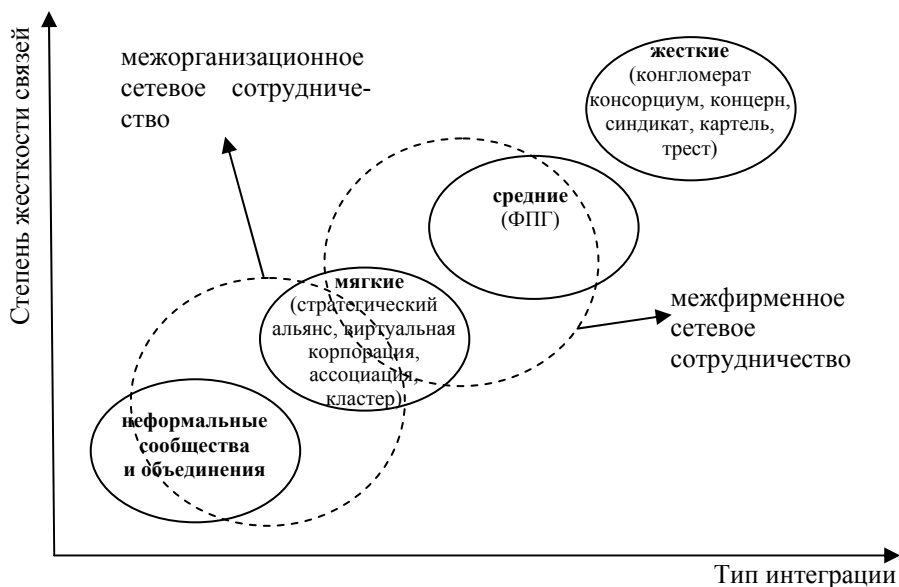 Степень жесткости связей
межорганизационное
сетевое сотрудниче-
ство
жесткие
(конгломерат
консорциум, концерн,
синдикат, картель,
трест)
средние
(ФПГ)
мягкие
(стратегический
альянс, виртуальная
корпорация,
ассоциация,
кластер)
межфирменное
сетевое
сотрудничество
неформальные
сообщества
и объединения
Тип интеграции